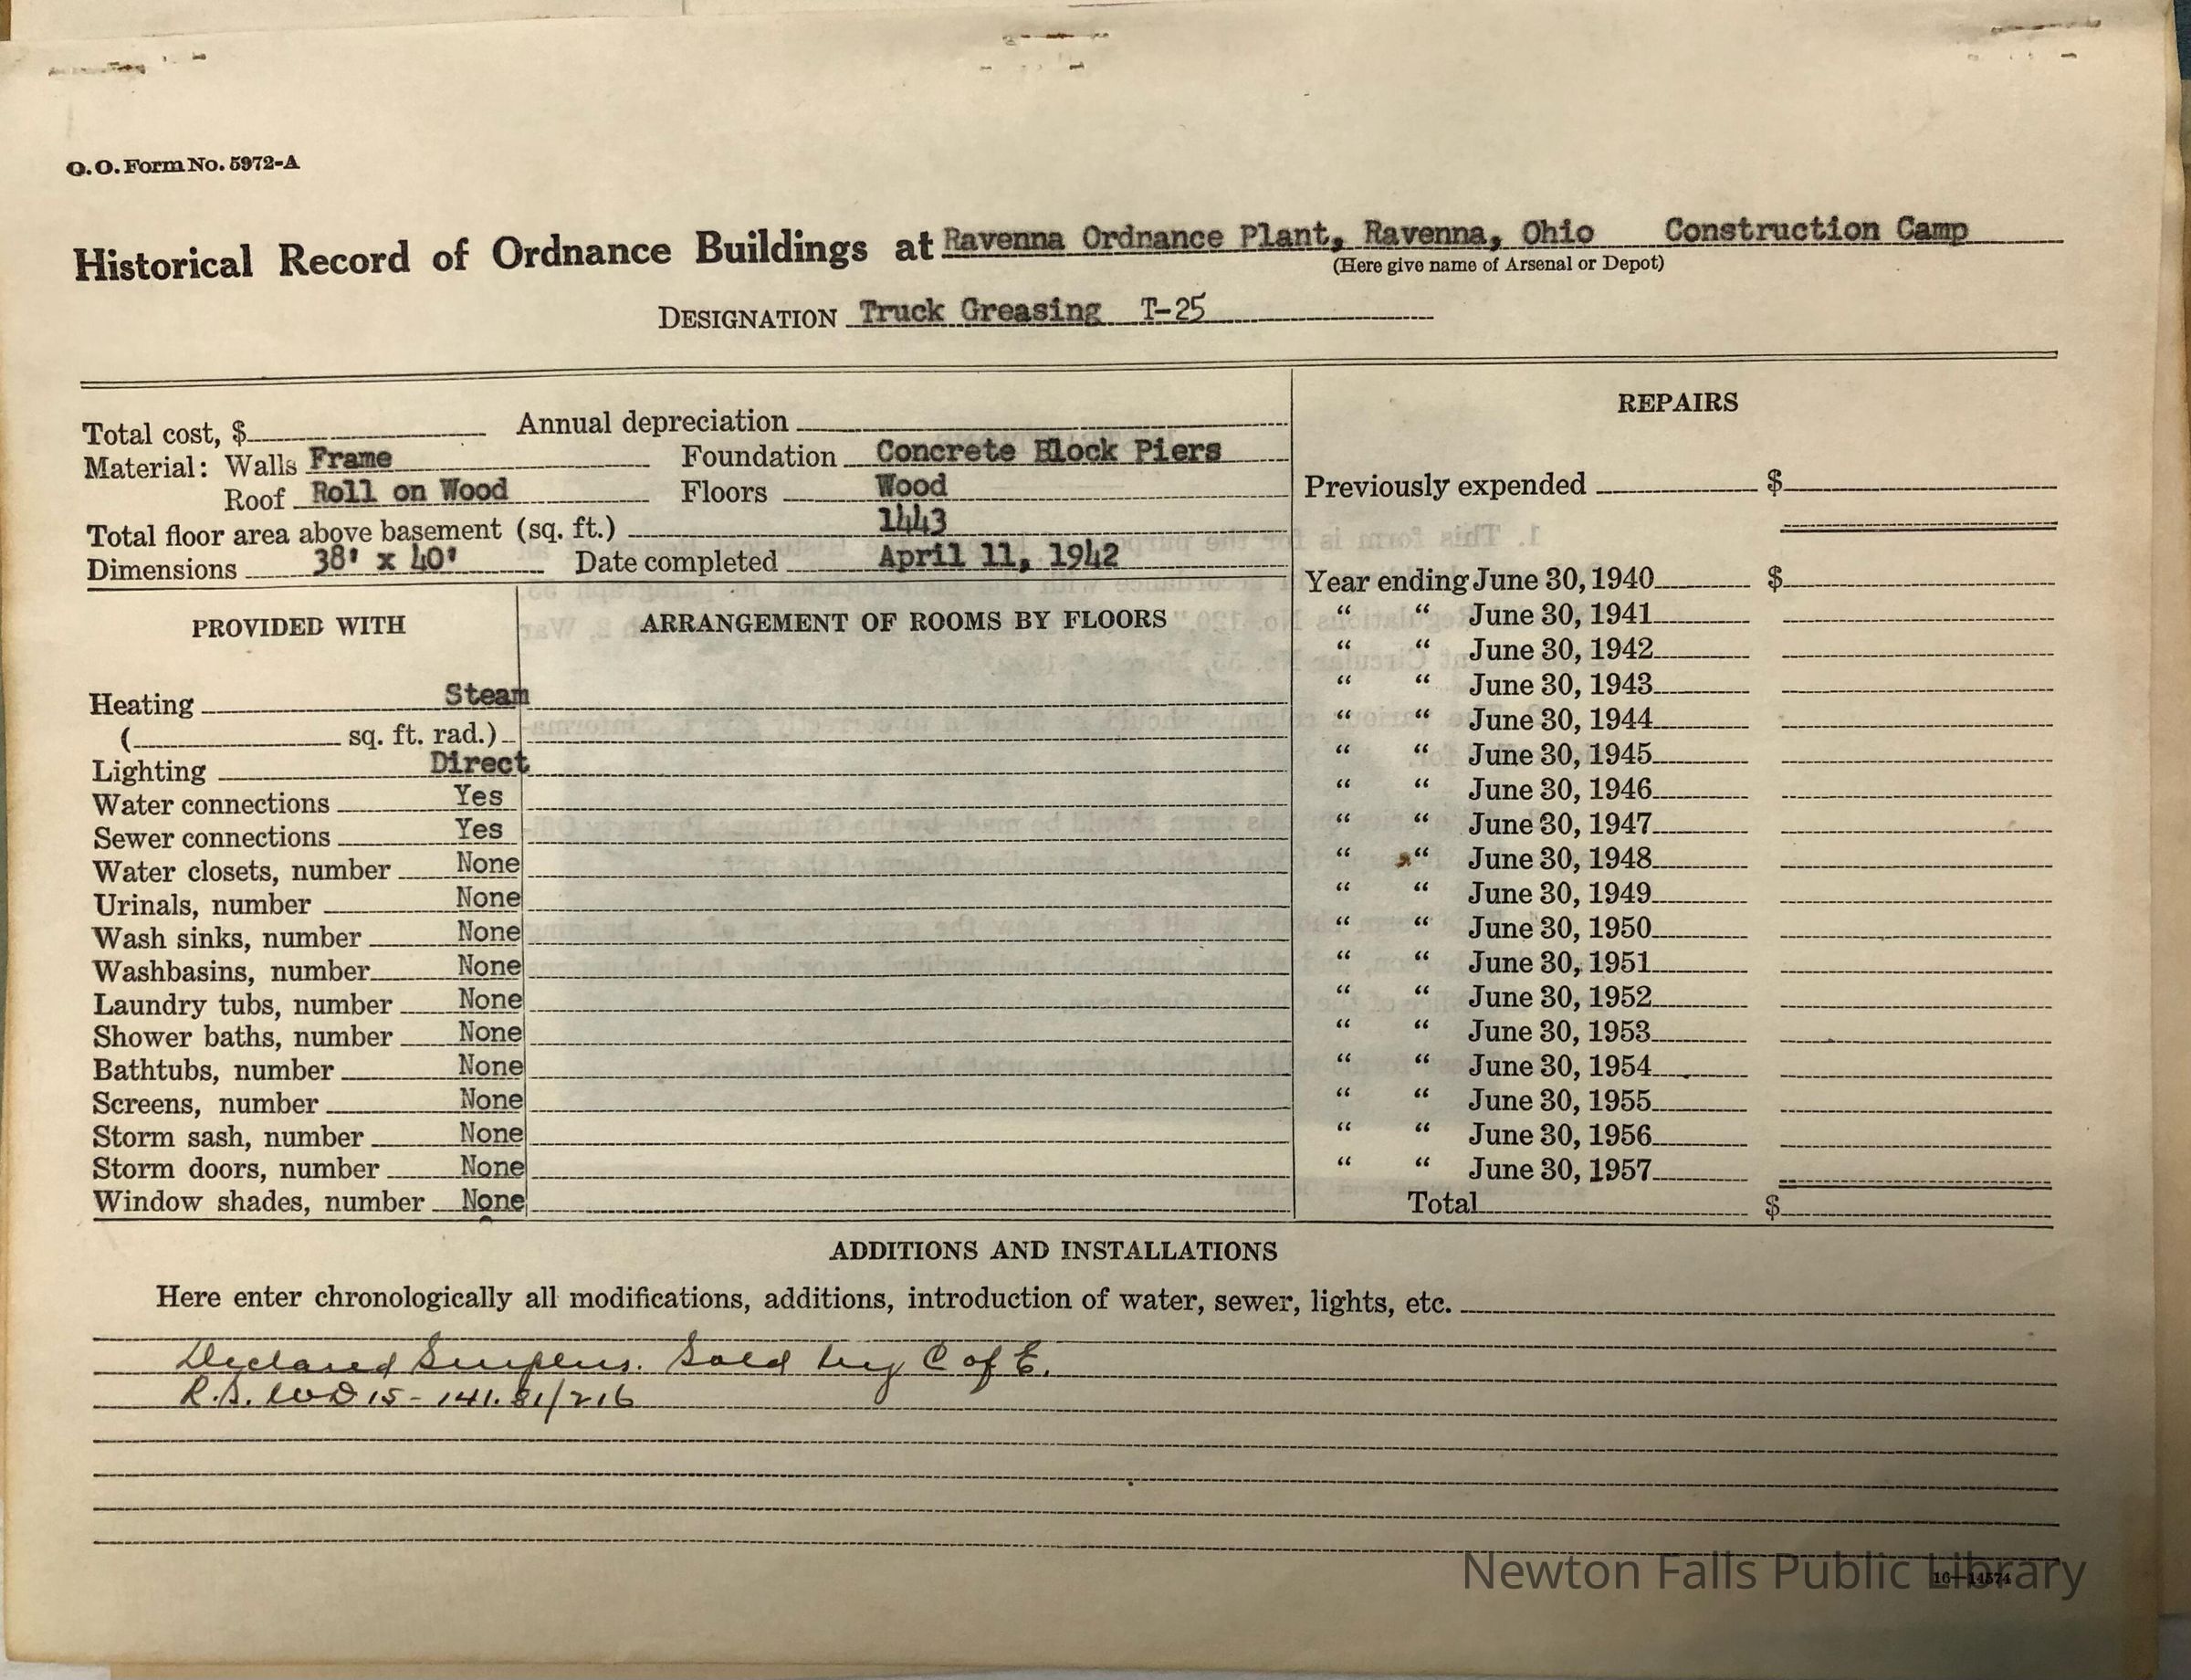 O.O. Form No. 5972-A
Historical Record of Ordnance Buildings at Ravenna Ordnance Plant, Ravenna, Ohio Construction Camp
(Here give name of Arsenal or Depot)
DESIGNATION Truck Greasing T-25
Total cost, $ Annual depreciation
Material: Walls Frame Foundation Concrete Block Piers
Roof Roll on Wood Floors Wood
Total floor area above basement (sq. ft.) 1443
Dimensions 38' x 40' Date completed April 11, 1942
PROVIDED WITH
Heating Steam
( sq. ft. rad.)
Lighting Direct
Water connections Yes
Sewer connections Yes
Water closets, number None
Urinals, number None
Wash sinks, number None
Washbasins, number None
Laundry tubs, number None
Shower baths, number None
Bathtubs, number None
Screens, number None
Storm sash, number None
Storm doors, number None
Window shades, number None
ARRANGEMENT OF ROOMS BY FLOORS
REPAIRS
Previously expended $
Year ending June 30, 1940 $
“ “ June 30, 1941
“ “ June 30, 1942
“ “ June 30, 1943
“ “ June 30, 1944
“ “ June 30, 1945
“ “ June 30, 1946
“ “ June 30, 1947
“ “ June 30, 1948
“ “ June 30, 1949
“ “ June 30, 1950
“ “ June 30, 1951
“ “ June 30, 1952
“ “ June 30, 1953
“ “ June 30, 1954
“ “ June 30, 1955
“ “ June 30, 1956
“ “ June 30, 1957
Total $
ADDITIONS AND INSTALLATIONS
Here enter chronologically all modifications, additions, introduction of water, sewer, lights, etc.
Declared Surplus. Sold by C of E.
R.S. WD 15-141.81/216
16—14574
Newton Falls Public Library